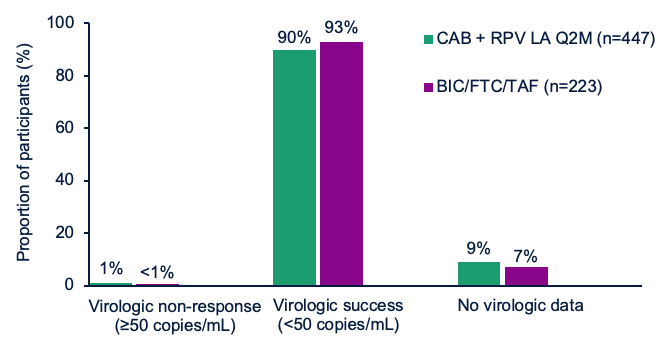 Proportion of participants (%)
100
80
60
40
20
0
1%
<1%
90%
93%
9%
7%
CAB + RPV LA Q2M (n=447)
BIC/FTC/TAF (n=223)
Virologic non-response
(≥50 copies/mL)
Virologic success
(<50 copies/mL)
No virologic data